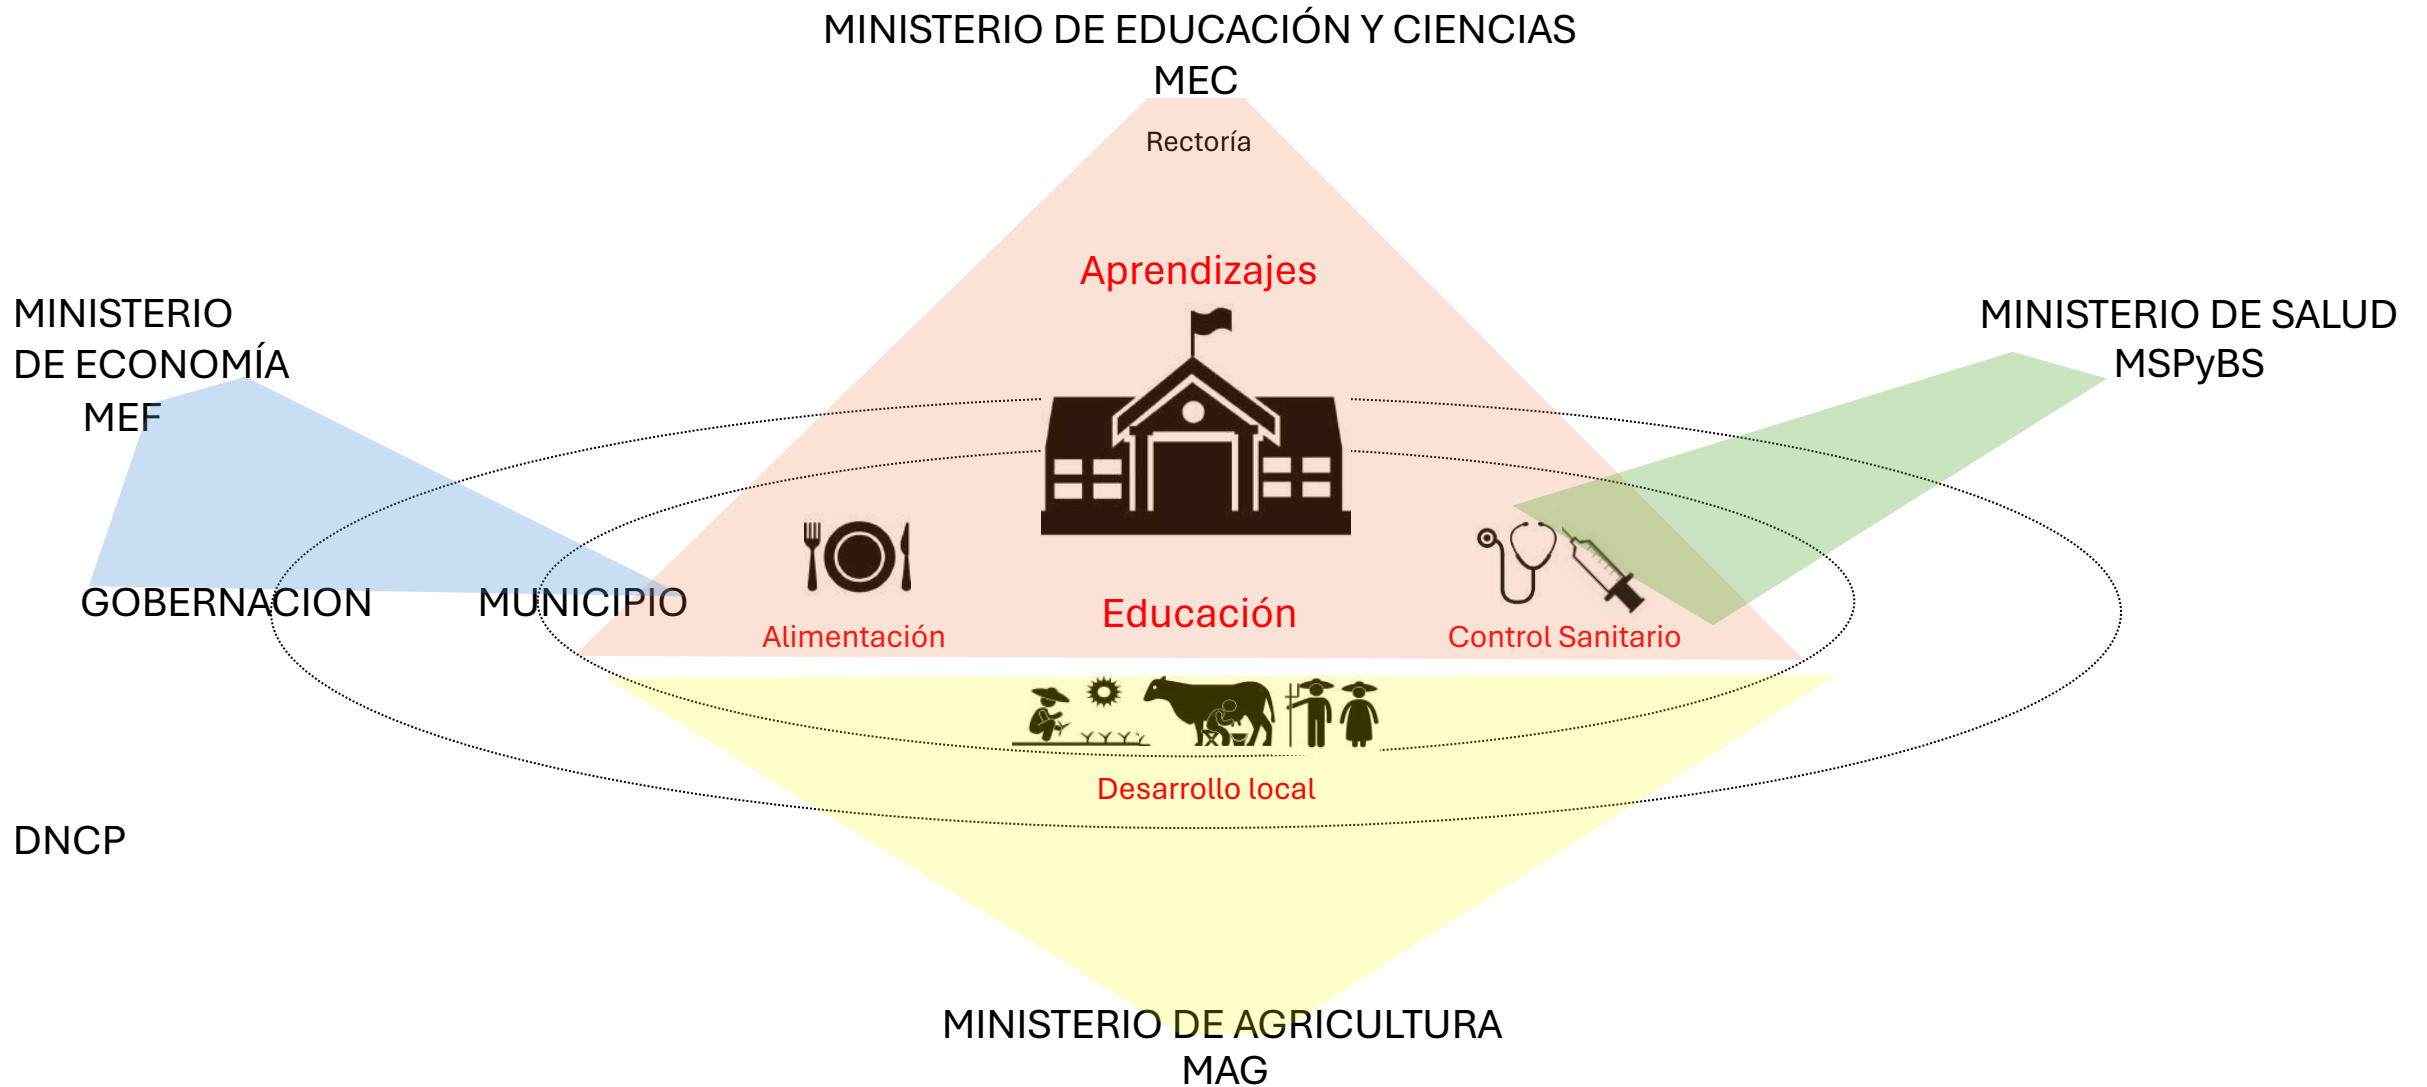 MINISTERIO DE EDUCACIÓN Y CIENCIAS
MEC
Rectoría
Aprendizajes
MINISTERIO
DE ECONOMÍA
MEF
MINISTERIO DE SALUD
MSPyBS
GOBERNACION
MUNICIPIO
Educación
Alimentación
Control Sanitario
Desarrollo local
DNCP
MINISTERIO DE AGRICULTURA
MAG